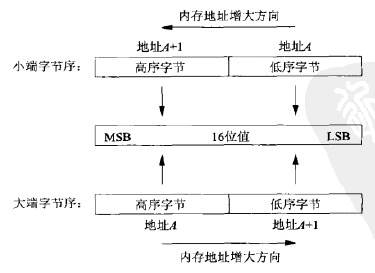 内存地址增大方向
地址A+1 地址A
小端字节序： 高序字节 低序字节
MSB 16位值 LSB
大端字节序： 高序字节 低序字节
地址A 地址A+1
内存地址增大方向